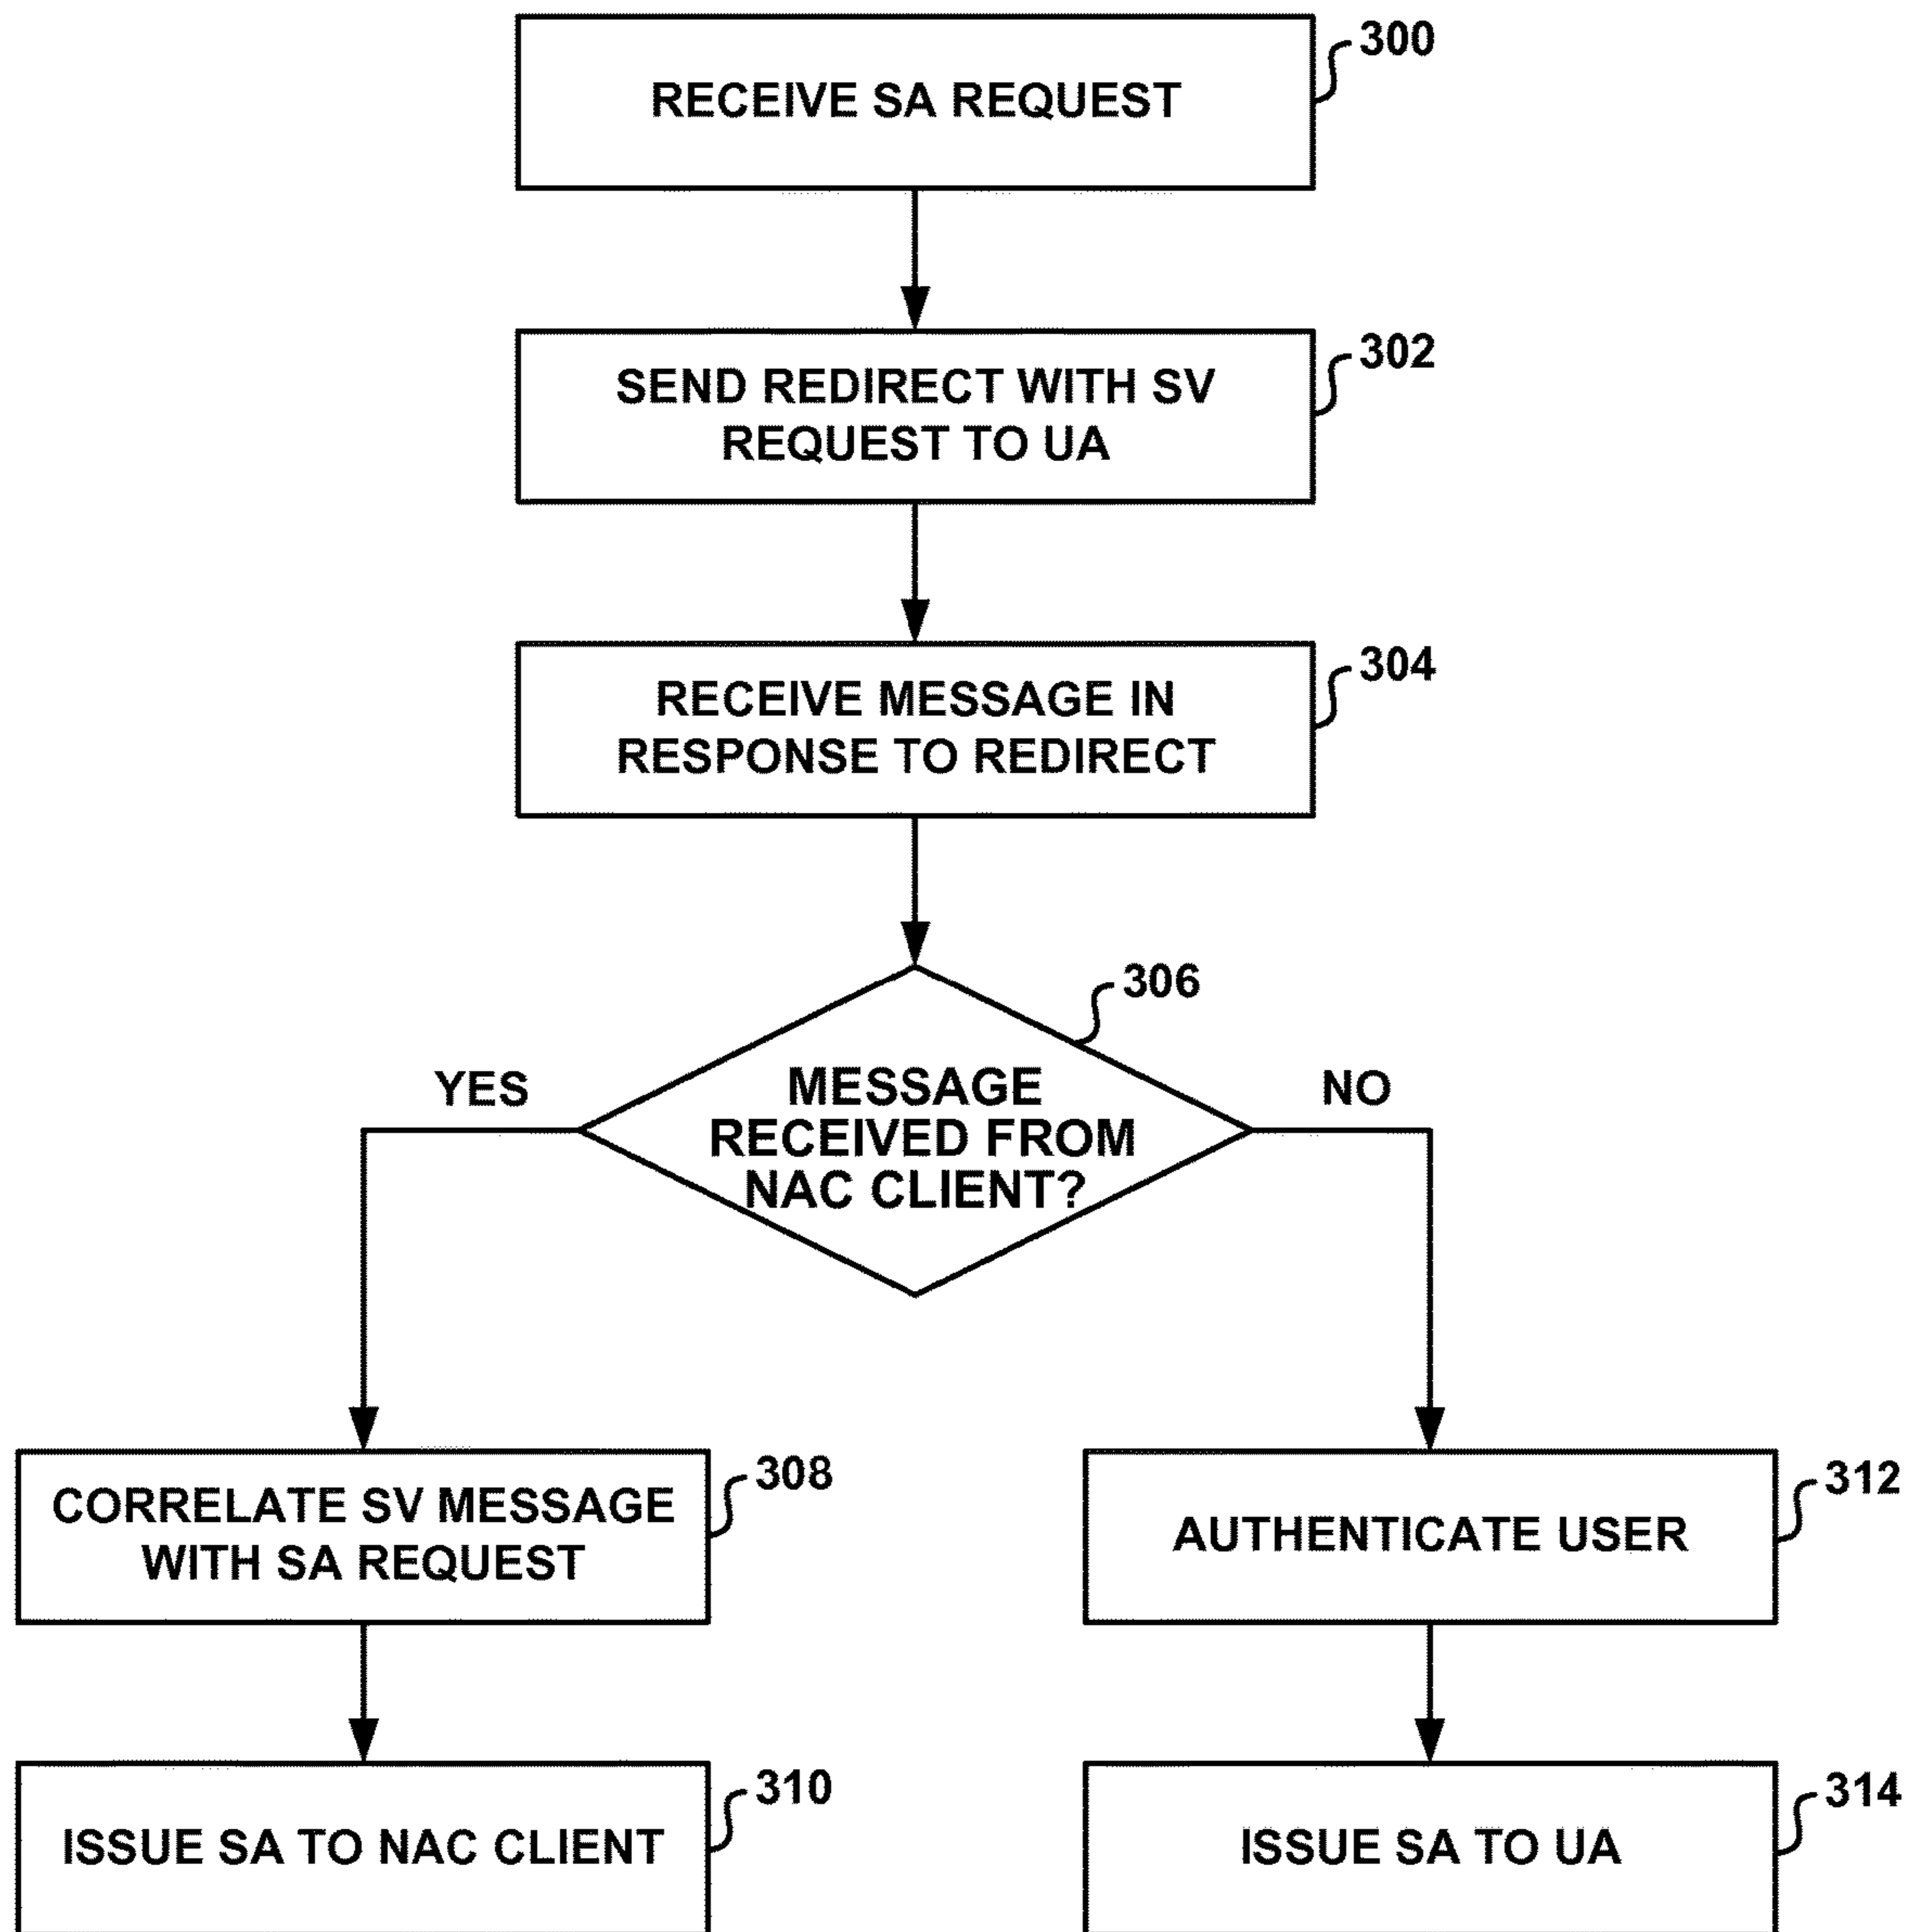 RECEIVE SA REQUEST
300
SEND REDIRECT WITH SV
REQUEST TO UA
302
RECEIVE MESSAGE IN
RESPONSE TO REDIRECT
304
306
YES
MESSAGE
RECEIVED FROM
NAC CLIENT?
NO
CORRELATE SV MESSAGE
WITH SA REQUEST
308
AUTHENTICATE USER
312
ISSUE SA TO NAC CLIENT
310
ISSUE SA TO UA
314